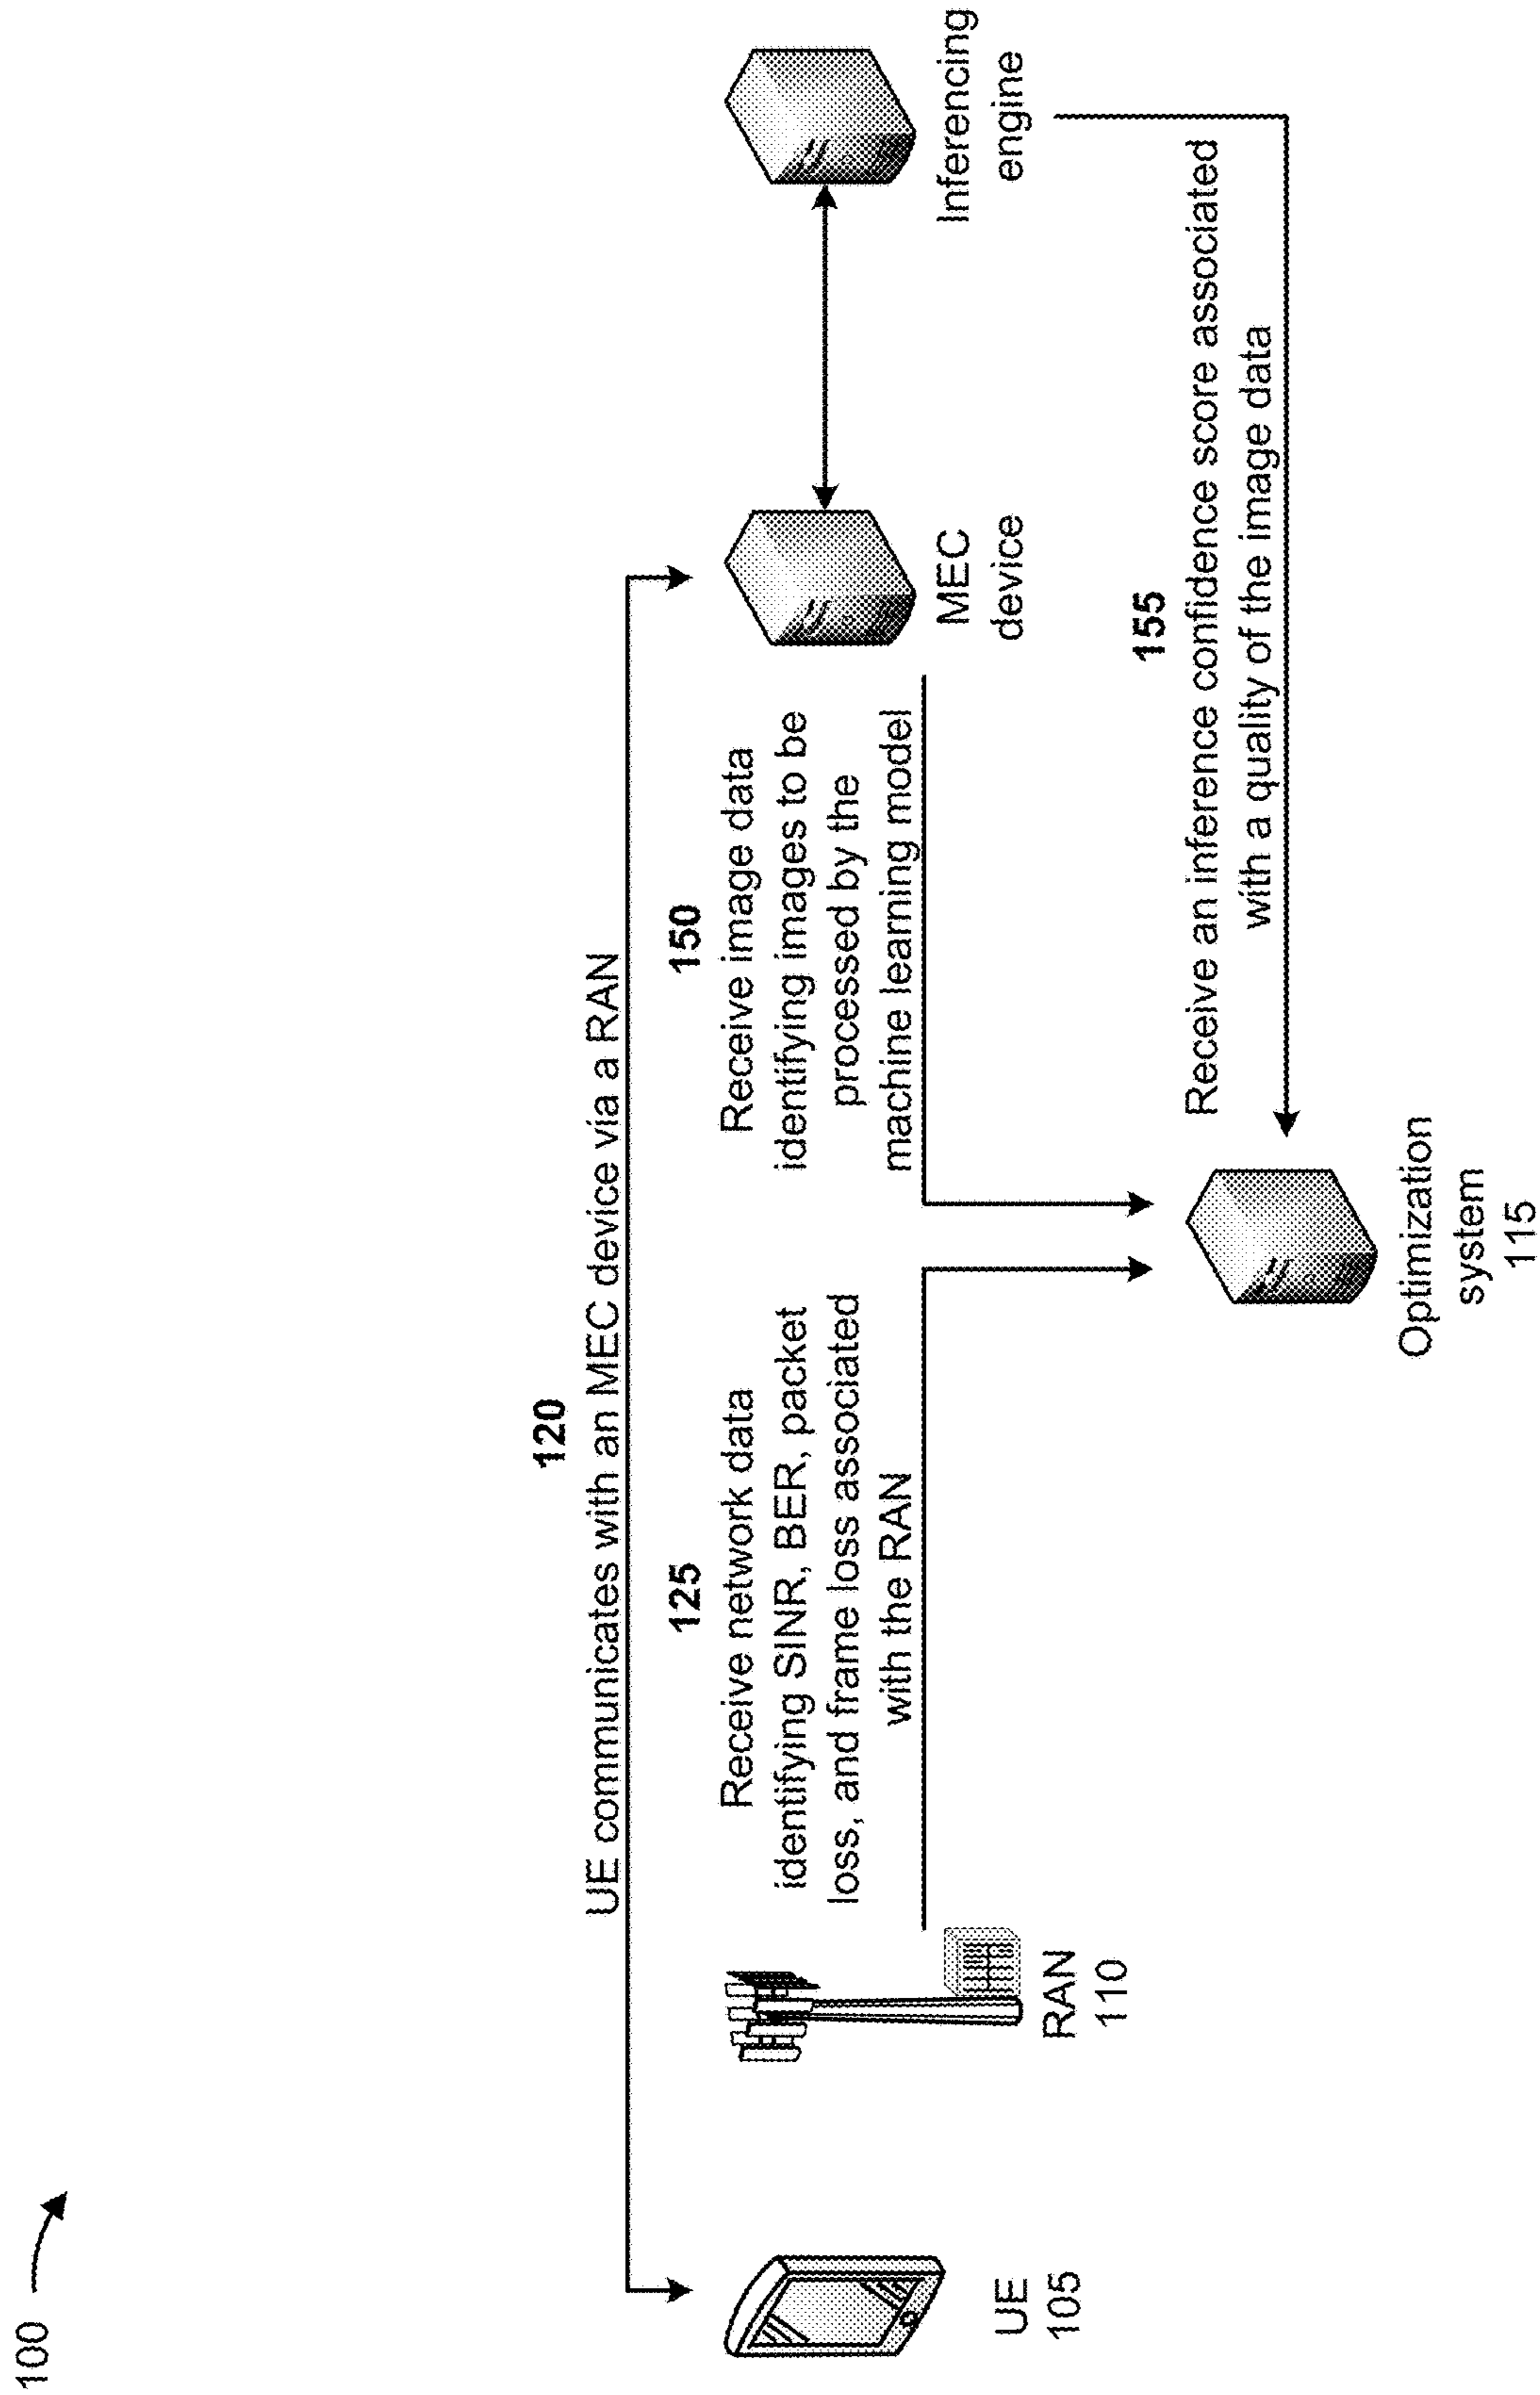 100
120
UE communicates with an MEC device via a RAN
125
Receive network data
identifying SINR, BER, packet
loss, and frame loss associated
with the RAN
150
Receive image data
identifying images to be
processed by the
machine learning model
UE
105
RAN
110
MEC
device
Inferencing
engine
155
Receive an inference confidence score associated
with a quality of the image data
Optimization
system
115